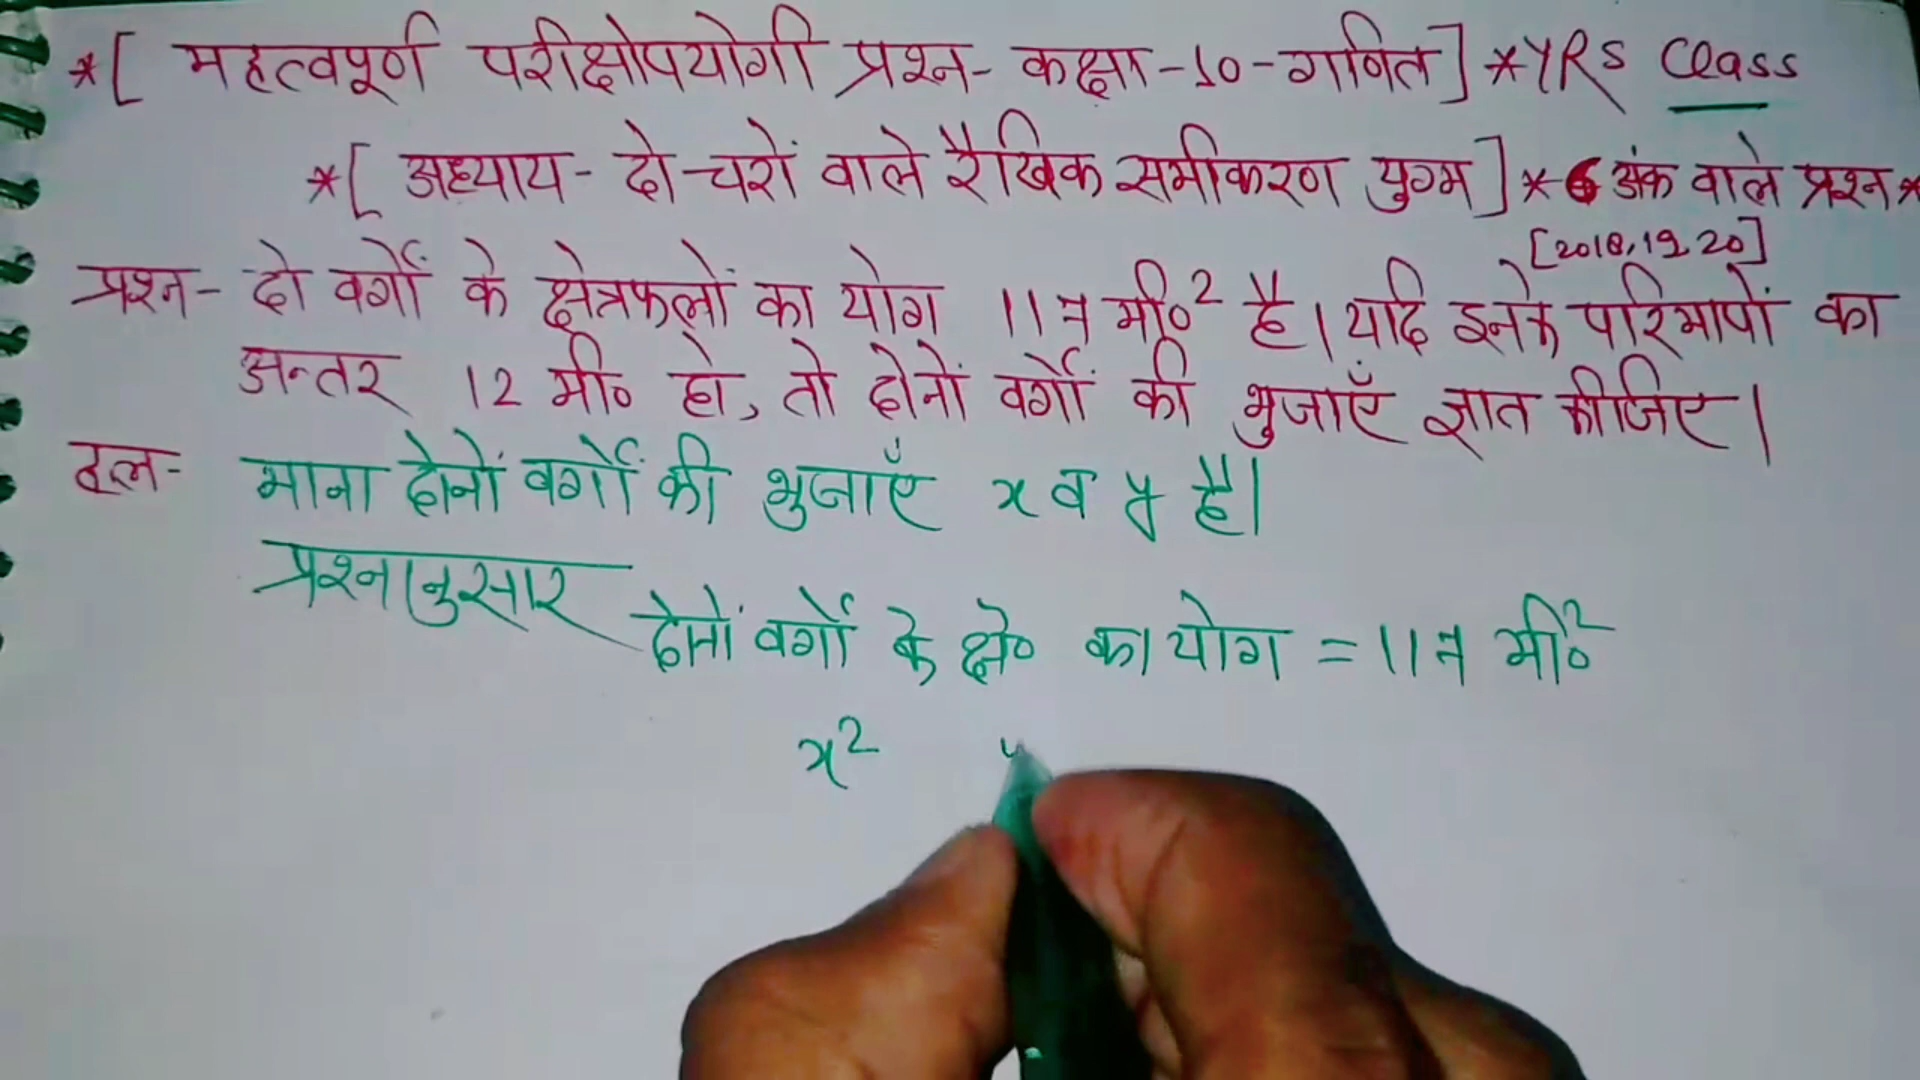 *[ महत्वपूर्ण परीक्षोपयोगी प्रश्न - कक्षा - 10 - गणित ] * YRS Class
*[ अध्याय - दो चरों वाले रैखिक समीकरण युग्म ] * 6 अंक वाले प्रश्न *
[2018,19 20]
प्रश्न - दो वर्गों के क्षेत्रफलों का योग 117 मी०² है। यदि इनके परिमापों का
अन्तर 12 मी० हो, तो दोनों वर्गों की भुजाएँ ज्ञात कीजिए।
हल - माना दोनों वर्गों की भुजाएँ x व y है।
प्रश्नानुसार
दोनों वर्गों के क्षे० का योग = 117 मी०²
x²